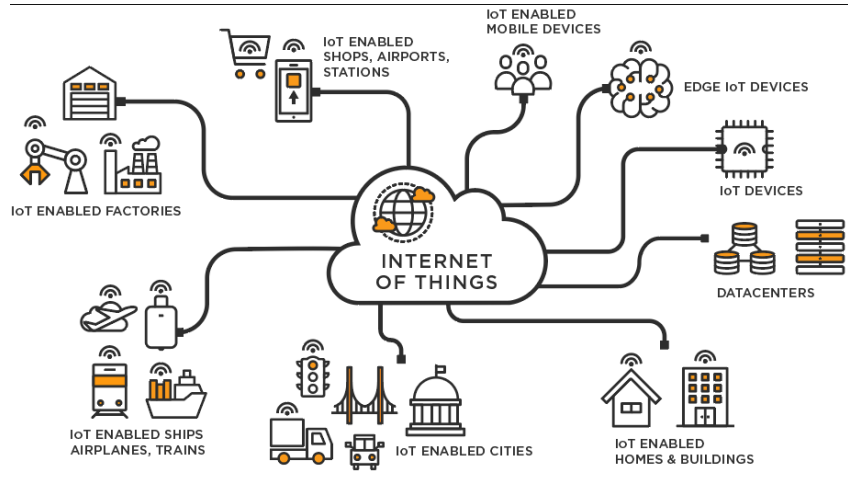 IoT ENABLED
MOBILE DEVICES
IoT ENABLED
SHOPS, AIRPORTS,
STATIONS
EDGE IoT DEVICES
IoT DEVICES
IoT ENABLED FACTORIES
INTERNET
OF THINGS
DATACENTERS
IoT ENABLED SHIPS
AIRPLANES, TRAINS
IoT ENABLED CITIES
IoT ENABLED
HOMES & BUILDINGS